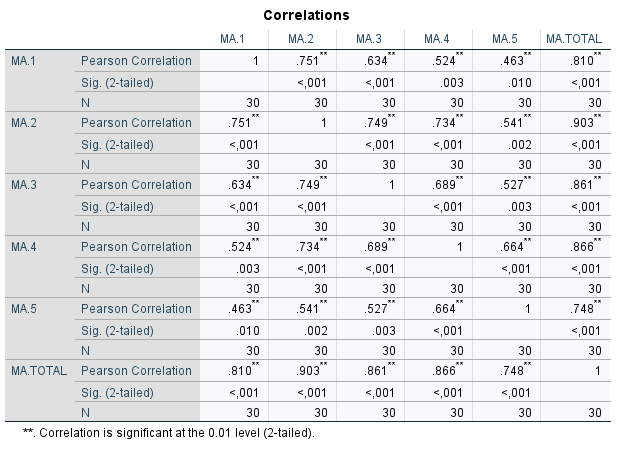 Correlations
MA.1 MA.2 MA.3 MA.4 MA.5 MA.TOTAL
MA.1 Pearson Correlation 1 .751** .634** .524** .463** .810**
Sig. (2-tailed) <,001 <,001 .003 .010 <,001
N 30 30 30 30 30 30
MA.2 Pearson Correlation .751** 1 .749** .734** .541** .903**
Sig. (2-tailed) <,001 <,001 <,001 .002 <,001
N 30 30 30 30 30 30
MA.3 Pearson Correlation .634** .749** 1 .689** .527** .861**
Sig. (2-tailed) <,001 <,001 <,001 .003 <,001
N 30 30 30 30 30 30
MA.4 Pearson Correlation .524** .734** .689** 1 .664** .866**
Sig. (2-tailed) .003 <,001 <,001 <,001 <,001
N 30 30 30 30 30 30
MA.5 Pearson Correlation .463** .541** .527** .664** 1 .748**
Sig. (2-tailed) .010 .002 .003 <,001 <,001
N 30 30 30 30 30 30
MA.TOTAL Pearson Correlation .810** .903** .861** .866** .748** 1
Sig. (2-tailed) <,001 <,001 <,001 <,001 <,001
N 30 30 30 30 30 30
**. Correlation is significant at the 0.01 level (2-tailed).